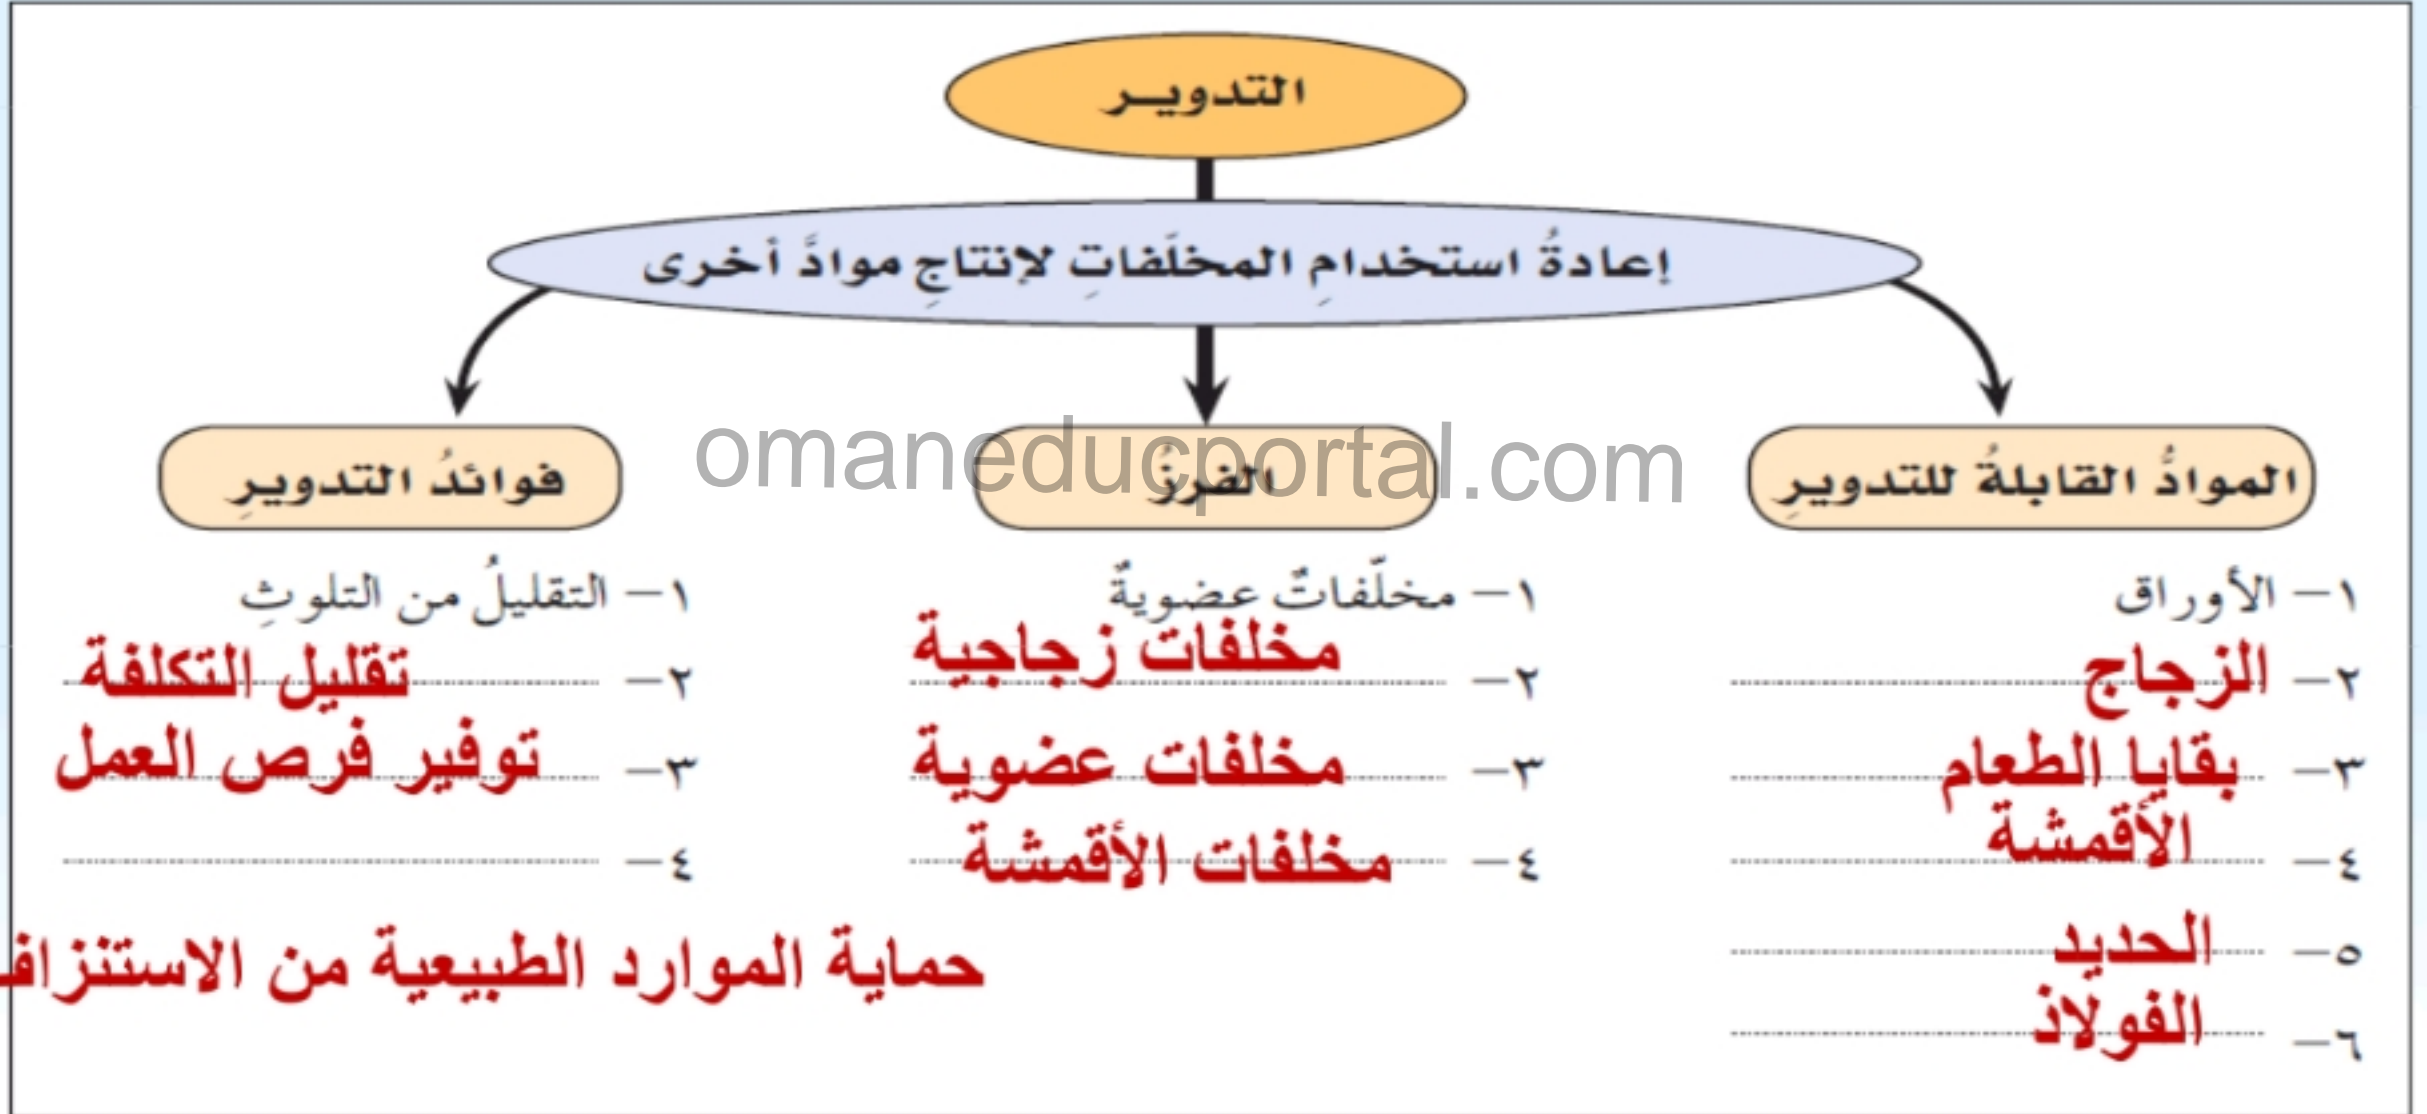 التدويـر
إعادةُ استخدامِ المخلّفاتِ لإنتاجِ موادَّ أخرى
الموادُّ القابلةُ للتدويرِ
١– الأوراق
٢– الزجاج
٣– بقايا الطعام
٤– الأقمشة
٥– الحديد
٦– الفولاذ
الفرزُ
١– مخلّفاتٌ عضويةٌ
٢– مخلفات زجاجية
٣– مخلفات عضوية
٤– مخلفات الأقمشة
فوائدُ التدويرِ
١– التقليلُ من التلوثِ
٢– تقليل التكلفة
٣– توفير فرص العمل
٤–
حماية الموارد الطبيعية من الاستنزاف
omaneducportal.com